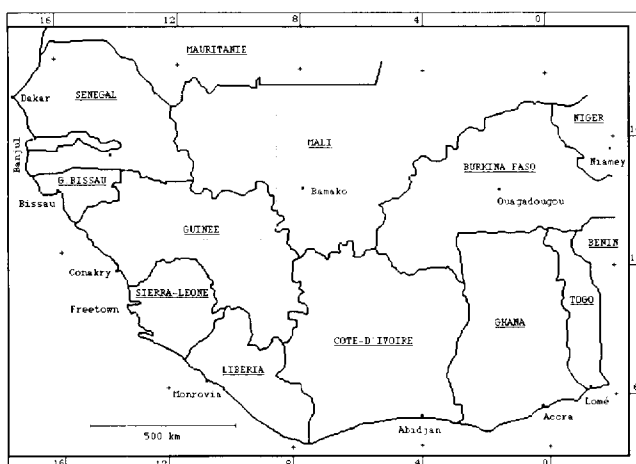 16 12 8 4 0
MAURITANIE
Dakar
SENEGAL
NIGER
MALI
Banjul
BURKINA FASO
Niamey
G.BISSAU
Bamako
Ouagadougou
Bissau
GUINEE
BENIN
Conakry
SIERRA-LEONE
TOGO
Freetown
GHANA
COTE-D'IVOIRE
LIBERIA
Monrovia
Lomé
Accra
Abidjan
500 km
16 12 8 4 0